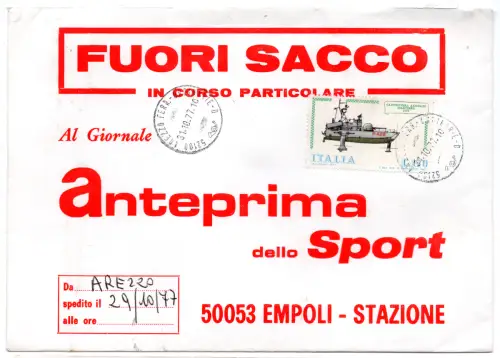 FUORI SACCO
IN CORSO PARTICOLARE
Al Giornale
ITALIA
anteprima
dello Sport
Da AREZZO
spedito il 29/10/77
alle ore
50053 EMPOLI - STAZIONE